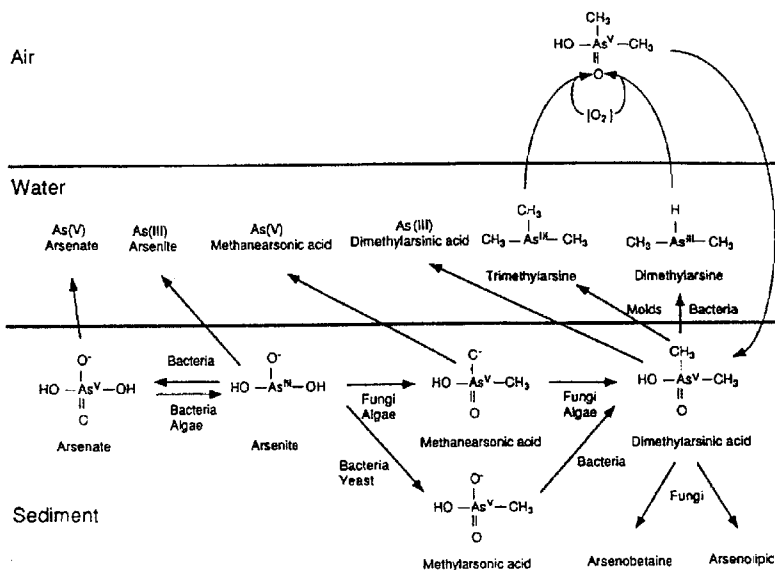 Air
CH₃
HO—Asⱽ—CH₃
O
|O₂}
Water
As(V)
Arsenate
As(III)
Arsenite
As(V)
Methanearsonic acid
As(III)
Dimethylarsinic acid
CH₃
CH₃—As—CH₃
Trimethylarsine
H
CH₃—Asᴵᴵᴵ—CH₃
Dimethylarsine
Molds
Bacteria
O⁻
HO—Asⱽ—OH
C
Arsenate
Bacteria
Bacteria
Algae
O⁻
HO—As—OH
Arsenite
Fungi
Algae
C⁻
HO—Asⱽ—CH₃
O
Methanearsonic acid
Fungi
Algae
CH₃
HO—Asⱽ—CH₃
O
Dimethylarsinic acid
Bacteria
Yeast
O⁻
HO—Asⱽ—CH₃
O
Methylarsonic acid
Bacteria
Fungi
Arsenobetaine
Arsenolipic
Sediment